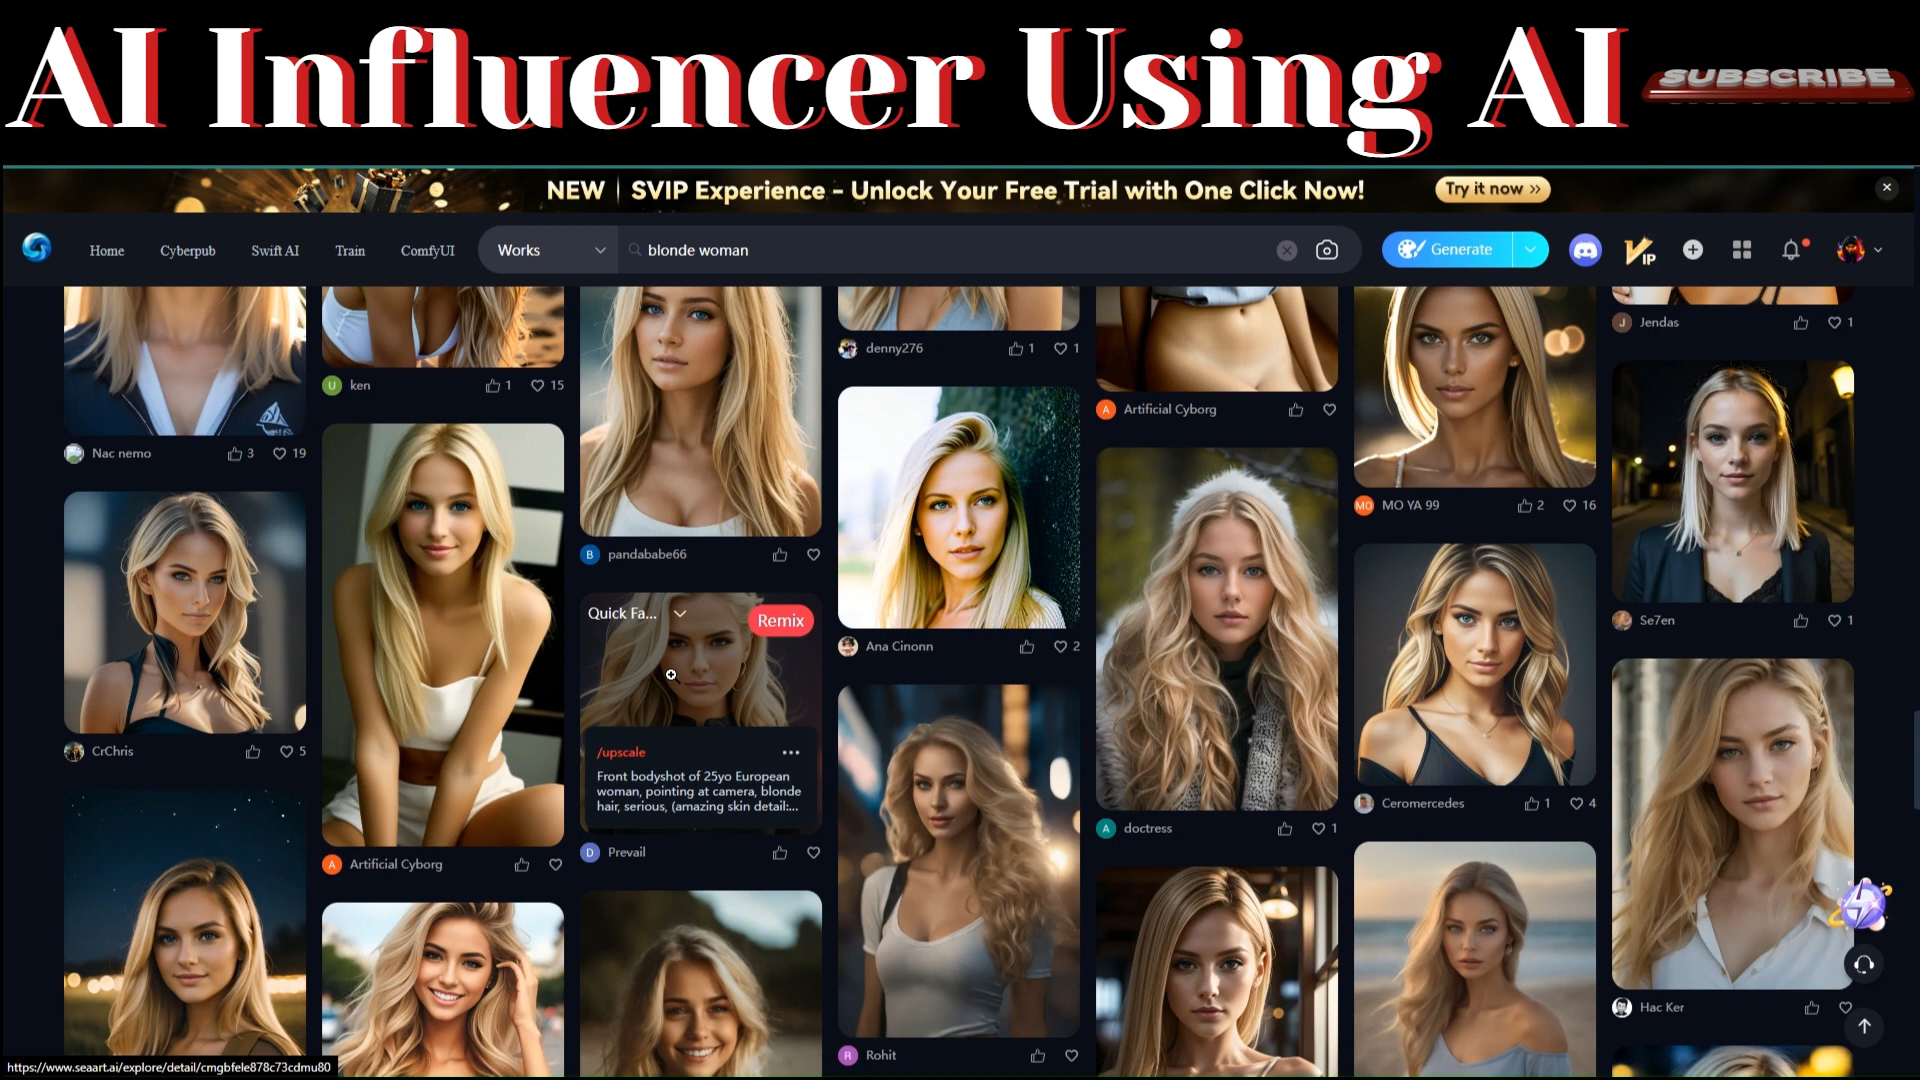 AI Influencer Using AI
SUBSCRIBE
NEW | SVIP Experience - Unlock Your Free Trial with One Click Now!
Try it now >>
Home
Cyberpub
Swift AI
Train
ComfyUI
Works
blonde woman
Generate
VIP
Nac nemo
3
19
CrChris
5
U
ken
1
15
A
Artificial Cyborg
B
pandababe66
Quick Fa...
Remix
/upscale
...
Front bodyshot of 25yo European
woman, pointing at camera, blonde
hair, serious, (amazing skin detail:...
D
Prevail
denny276
1
1
Ana Cinonn
2
R
Rohit
A
Artificial Cyborg
A
doctress
1
MO
MO YA 99
2
16
Ceromercedes
1
4
J
Jendas
1
Se7en
1
Hac Ker
https://www.seaart.ai/explore/detail/cmgbfele878c73cdmu80